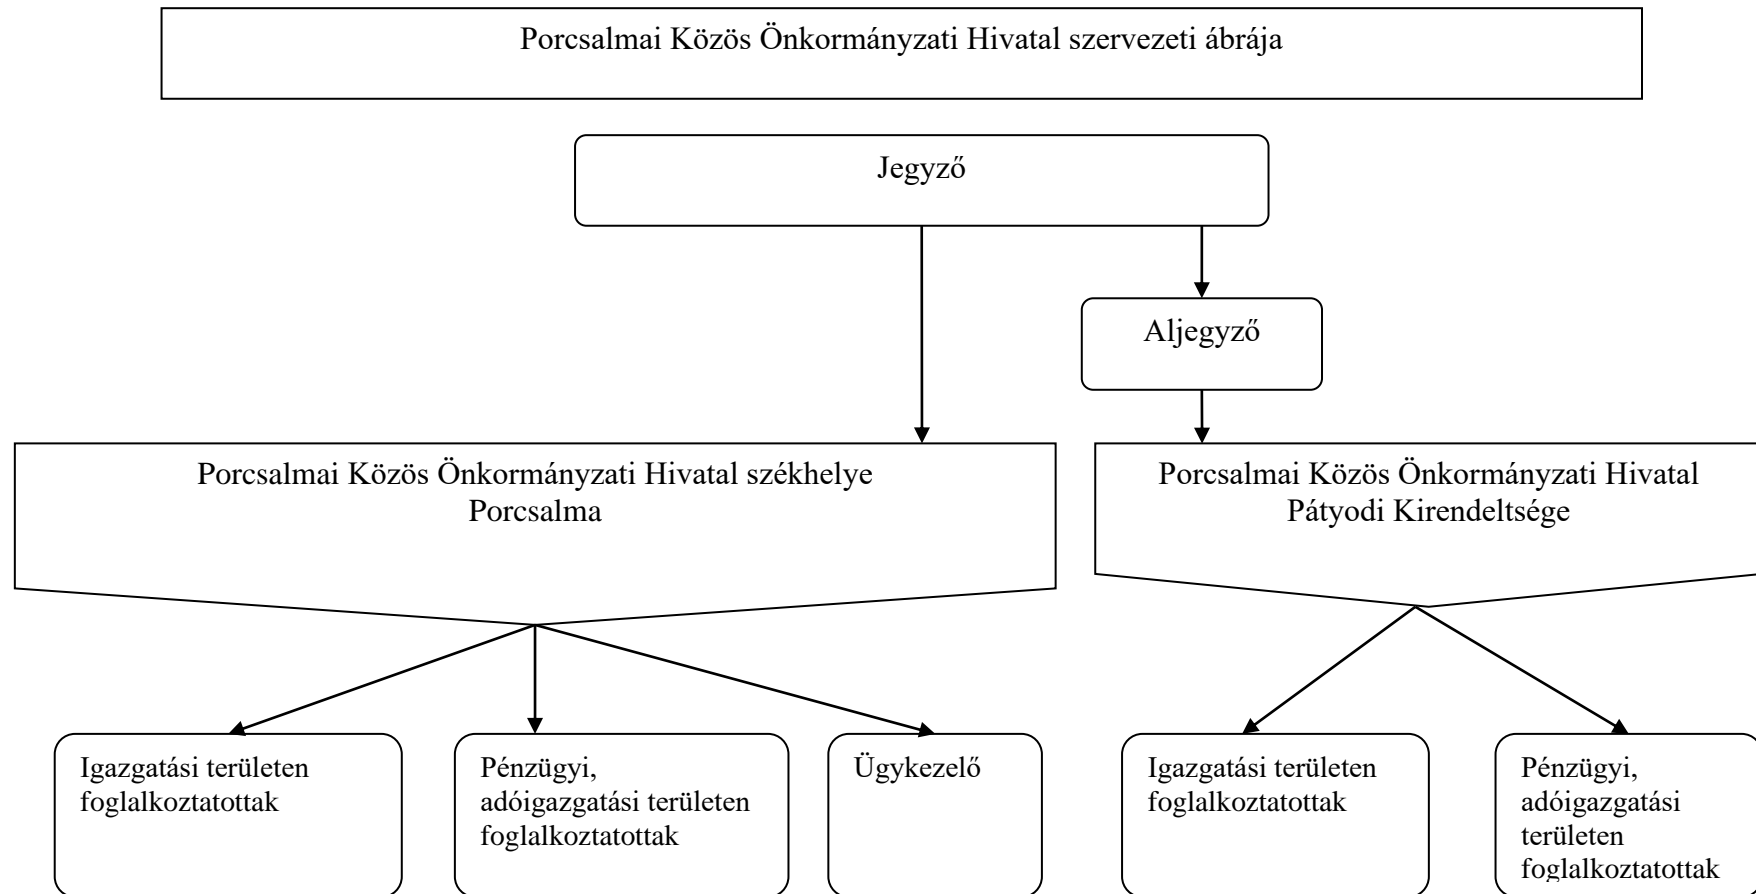 Porcsalmai Közös Önkormányzati Hivatal szervezeti ábrája
Jegyző
Aljegyző
Porcsalmai Közös Önkormányzati Hivatal székhelye
Porcsalma
Porcsalmai Közös Önkormányzati Hivatal
Pátyodi Kirendeltsége
Igazgatási területen
foglalkoztatottak
Pénzügyi,
adóigazgatási területen
foglalkoztatottak
Ügykezelő
Igazgatási területen
foglalkoztatottak
Pénzügyi,
adóigazgatási
területen
foglalkoztatottak